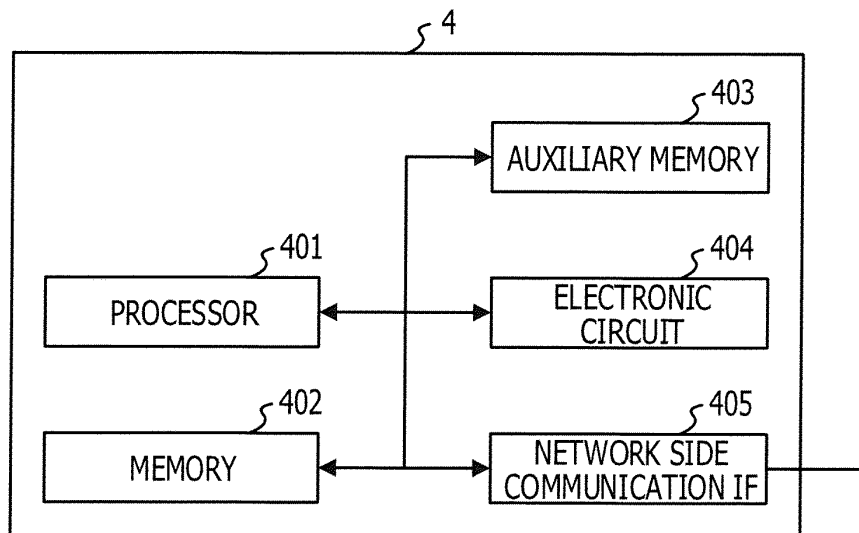 4
403
AUXILIARY MEMORY
401
PROCESSOR
404
ELECTRONIC
CIRCUIT
402
MEMORY
405
NETWORK SIDE
COMMUNICATION IF